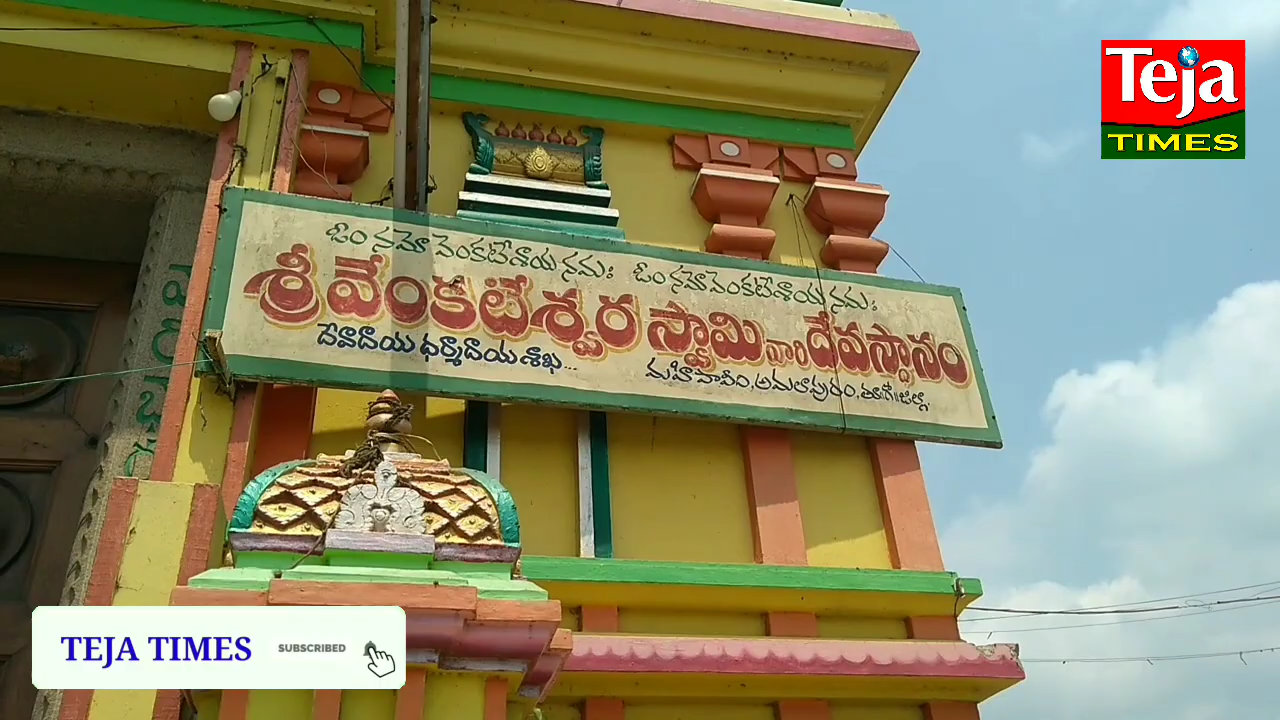 Teja
TIMES
ఓం నమో వెంకటేశాయ నమః ఓం నమో వెంకటేశాయ నమః
శ్రీ వేంకటేశ్వర స్వామి వారి దేవస్థానం
దేవాదాయ ధర్మాదాయ శాఖ...
అమలాపురం, తూ॥గో॥జిల్లా.
TEJA TIMES
SUBSCRIBED